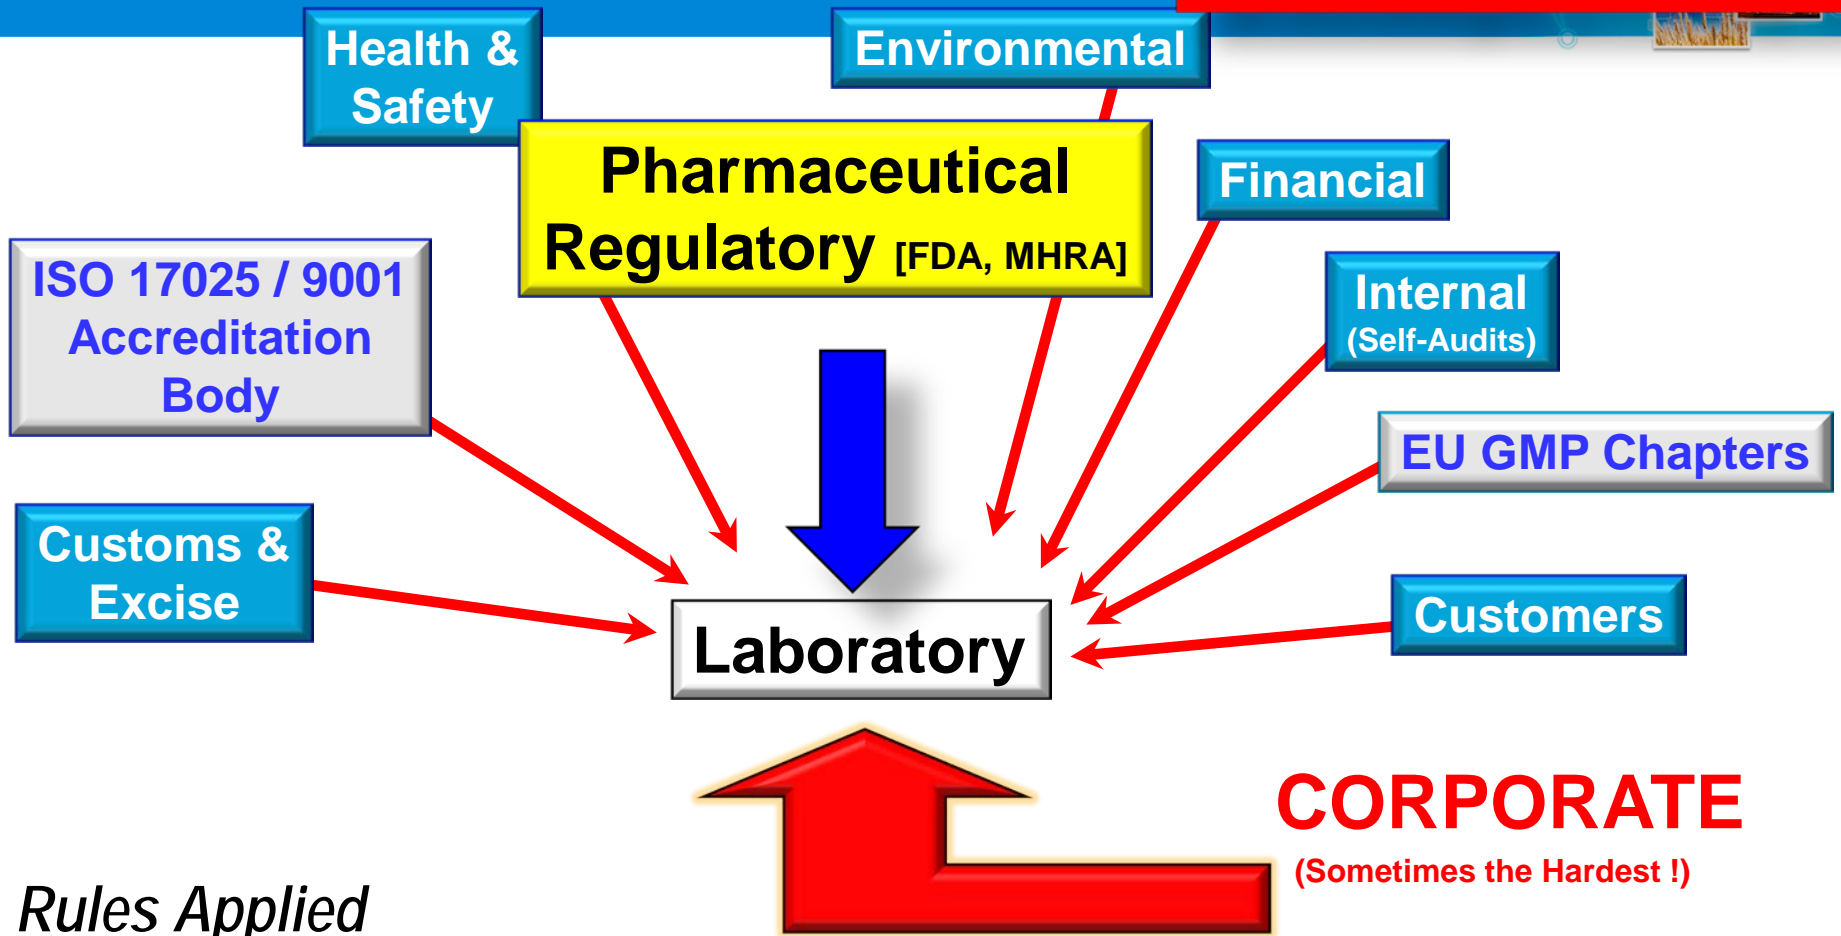 Health &
Safety
Environmental
Pharmaceutical
Regulatory [FDA, MHRA]
Financial
ISO 17025 / 9001
Accreditation
Body
Internal
(Self-Audits)
EU GMP Chapters
Customs &
Excise
Customers
Laboratory
CORPORATE
(Sometimes the Hardest !)
Rules Applied